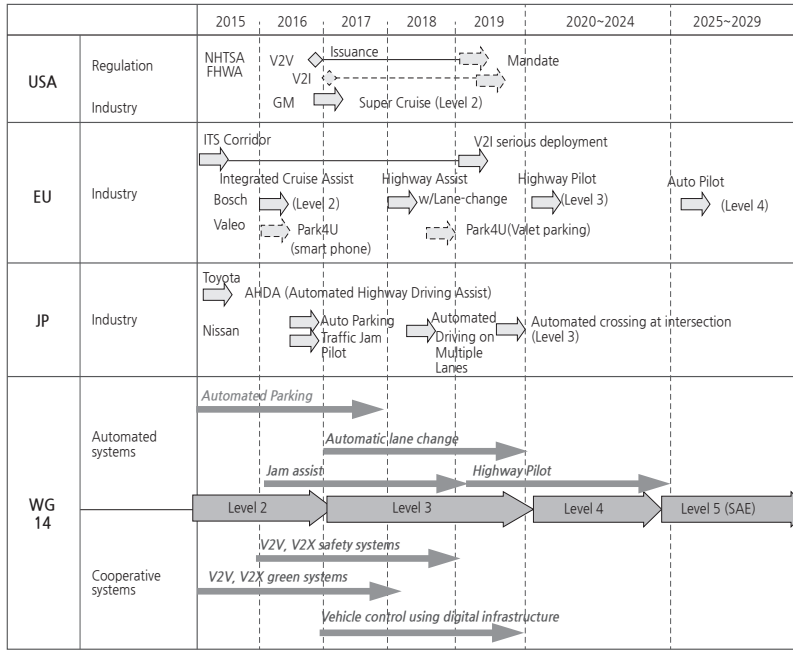 2015 2016 2017 2018 2019 2020~2024 2025~2029
USA
Regulation
NHTSA
FHWA
V2V
Issuance
Mandate
V2I
Industry
GM
Super Cruise (Level 2)
EU
Industry
ITS Corridor
V2I serious deployment
Integrated Cruise Assist
Highway Assist
Highway Pilot
Auto Pilot
Bosch
(Level 2)
w/Lane-change
(Level 3)
(Level 4)
Valeo
Park4U
(smart phone)
Park4U(Valet parking)
JP
Industry
Toyota
AHDA (Automated Highway Driving Assist)
Nissan
Auto Parking
Traffic Jam
Pilot
Automated
Driving on
Multiple
Lanes
Automated crossing at intersection
(Level 3)
WG
14
Automated
systems
Automated Parking
Automatic lane change
Jam assist
Highway Pilot
Level 2
Level 3
Level 4
Level 5 (SAE)
Cooperative
systems
V2V, V2X safety systems
V2V, V2X green systems
Vehicle control using digital infrastructure